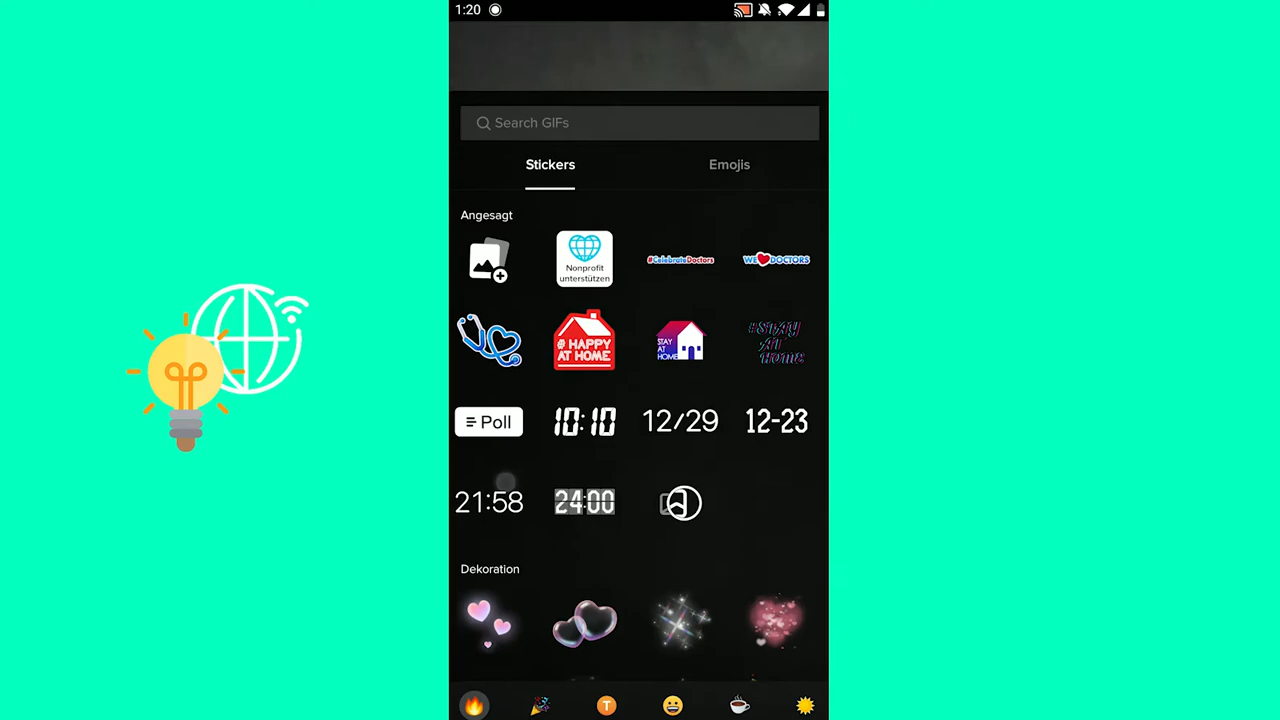 1:20
Search GIFs
Stickers
Emojis
Angesagt
Nonprofit
unterstützen
#CelebrateDoctors
WE DOCTORS
# HAPPY
AT HOME
STAY
AT
HOME
#STAY
AT
HOME
Poll
10:10
12/29
12-23
21:58
24:00
Dekoration
T